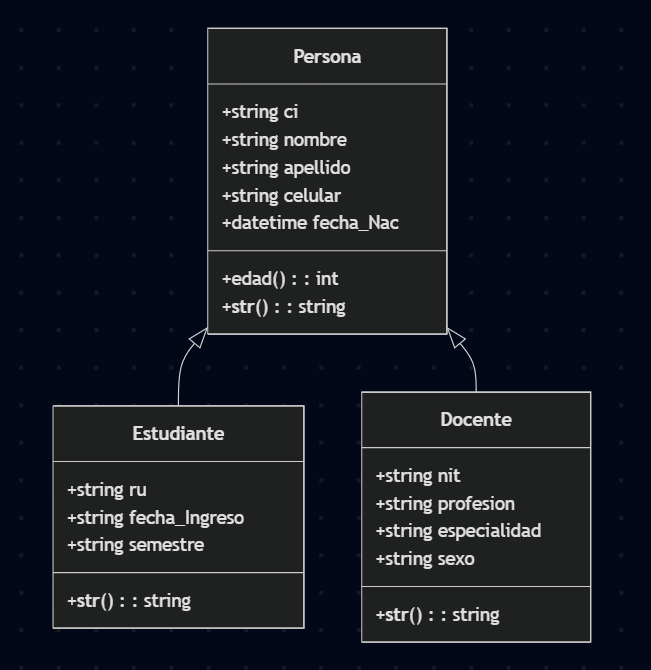 Persona
+string ci
+string nombre
+string apellido
+string celular
+datetime fecha_Nac
+edad() : : int
+str() : : string
Estudiante
+string ru
+string fecha_Ingreso
+string semestre
+str() : : string
Docente
+string nit
+string profesion
+string especialidad
+string sexo
+str() : : string